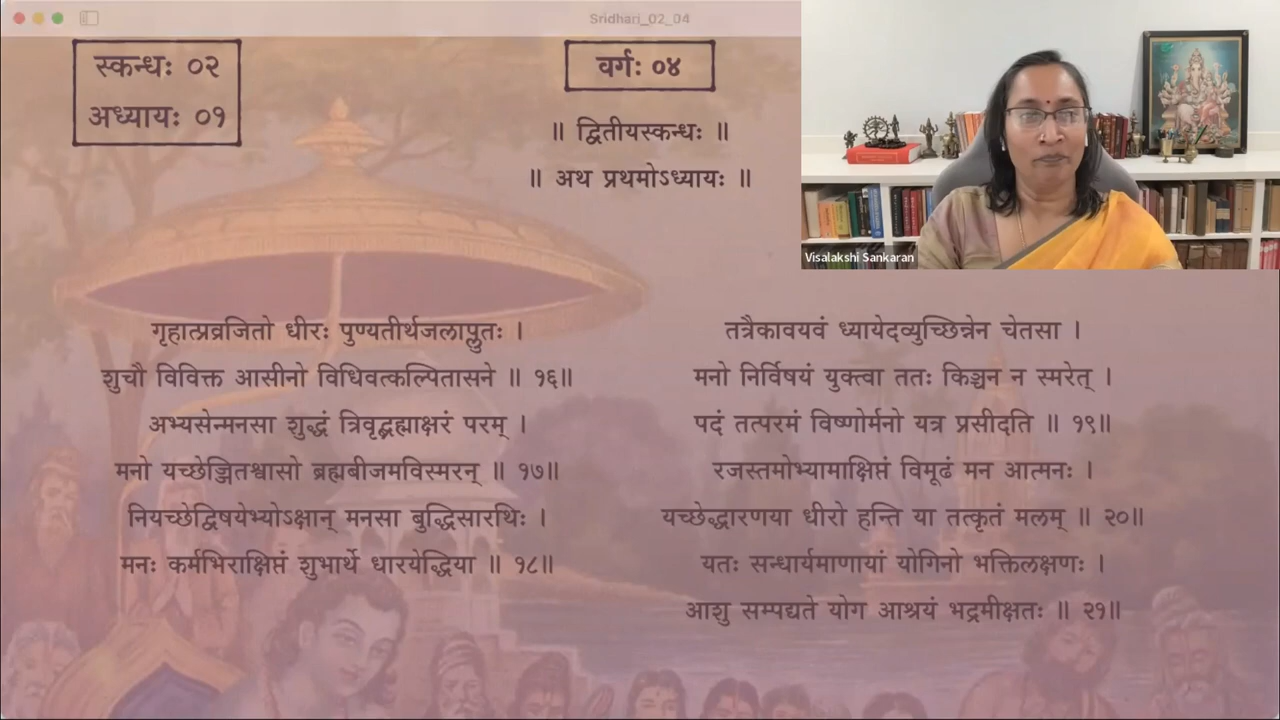 Sridhari_02_04
स्कन्धः ०२
अध्यायः ०१
वर्गः ०४
॥ द्वितीयस्कन्धः ॥
॥ अथ प्रथमोऽध्यायः ॥
Visalakshi Sankaran
गृहात्प्रव्रजितो धीरः पुण्यतीर्थजलाप्लुतः ।
शुचौ विविक्त आसीनो विधिवत्कल्पितासने ॥ १६॥
अभ्यसेन्मनसा शुद्धं त्रिवृद्ब्रह्माक्षरं परम् ।
मनो यच्छेज्जितश्वासो ब्रह्मबीजमविस्मरन् ॥ १७॥
नियच्छेद्विषयेभ्योऽक्षान् मनसा बुद्धिसारथिः ।
मनः कर्मभिराक्षिप्तं शुभार्थे धारयेद्धिया ॥ १८॥
तत्रैकावयवं ध्यायेदव्युच्छिन्नेन चेतसा ।
मनो निर्विषयं युक्त्वा ततः किञ्चन न स्मरेत् ।
पदं तत्परमं विष्णोर्मनो यत्र प्रसीदति ॥ १९॥
रजस्तमोभ्यामाक्षिप्तं विमूढं मन आत्मनः ।
यच्छेद्धारणया धीरो हन्ति या तत्कृतं मलम् ॥ २०॥
यतः सन्धार्यमाणायां योगिनो भक्तिलक्षणः ।
आशु सम्पद्यते योग आश्रयं भद्रमीक्षतः ॥ २१॥